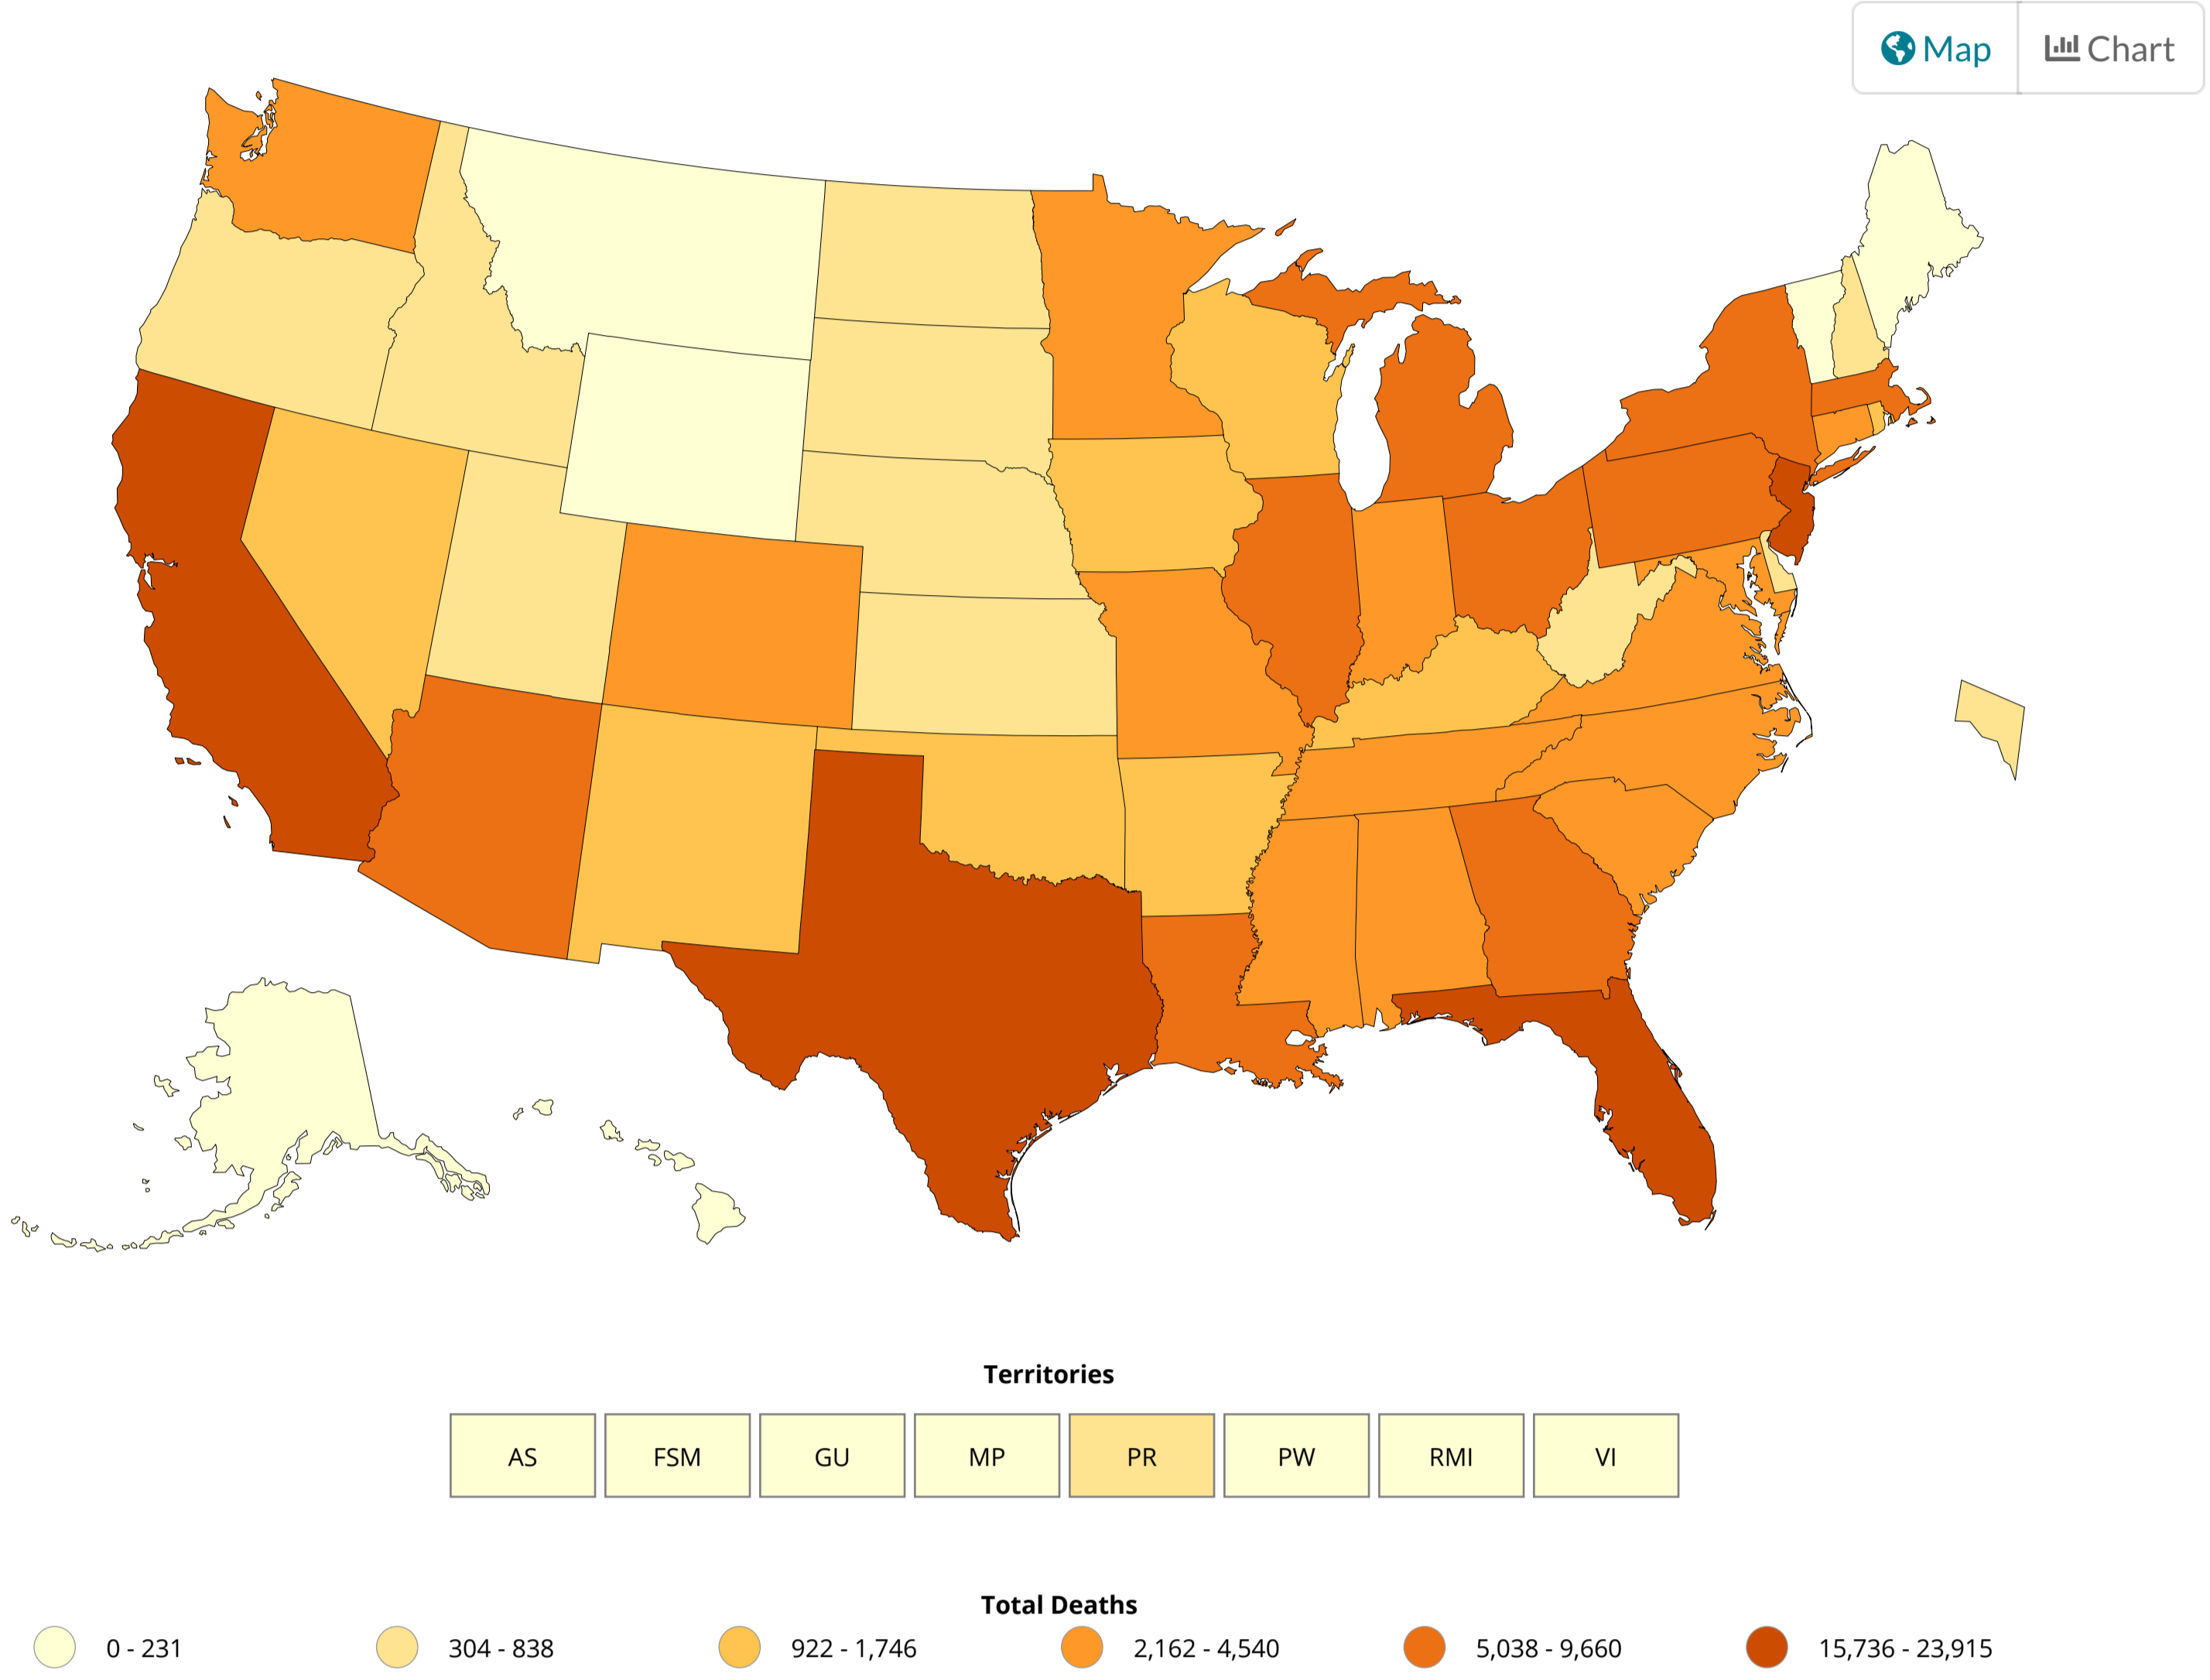 Map
Chart
Territories
AS
FSM
GU
MP
PR
PW
RMI
VI
Total Deaths
0 - 231
304 - 838
922 - 1,746
2,162 - 4,540
5,038 - 9,660
15,736 - 23,915